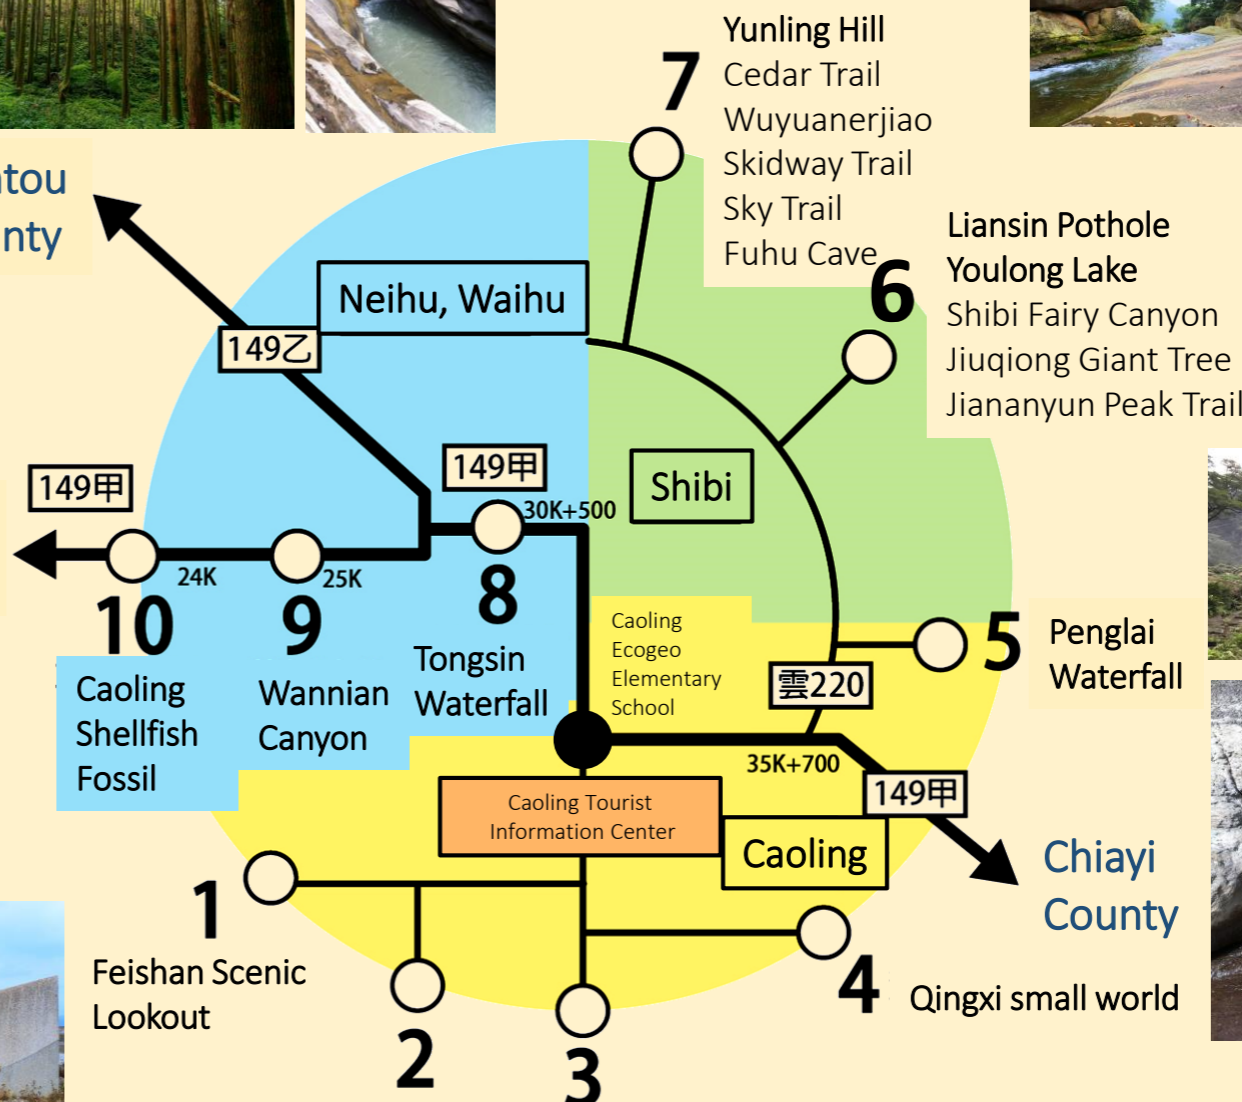 7
Yunling Hill
Cedar Trail
Wuyuanerjiao
Skidway Trail
Sky Trail
Fuhu Cave
6
Liansin Pothole
Youlong Lake
Shibi Fairy Canyon
Jiuqiong Giant Tree
Jiananyun Peak Trail
Neihu, Waihu
149乙
149甲
149甲
30K+500
Shibi
24K
25K
10
9
8
Caoling
Shellfish
Fossil
Wannian
Canyon
Tongsin
Waterfall
Caoling
Ecogeo
Elementary
School
5
Penglai
Waterfall
雲220
35K+700
149甲
Caoling Tourist
Information Center
Caoling
Chiayi
County
1
Feishan Scenic
Lookout
2
3
4
Qingxi small world